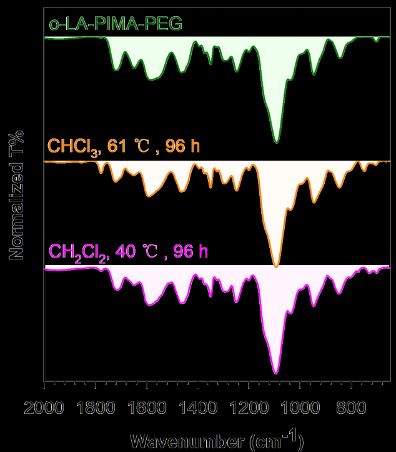 o-LA-PIMA-PEG
CHCl3, 61 ℃ , 96 h
CH2Cl2, 40 ℃ , 96 h
Normalized T%
2000 1800 1600 1400 1200 1000 800
Wavenumber (cm-1)